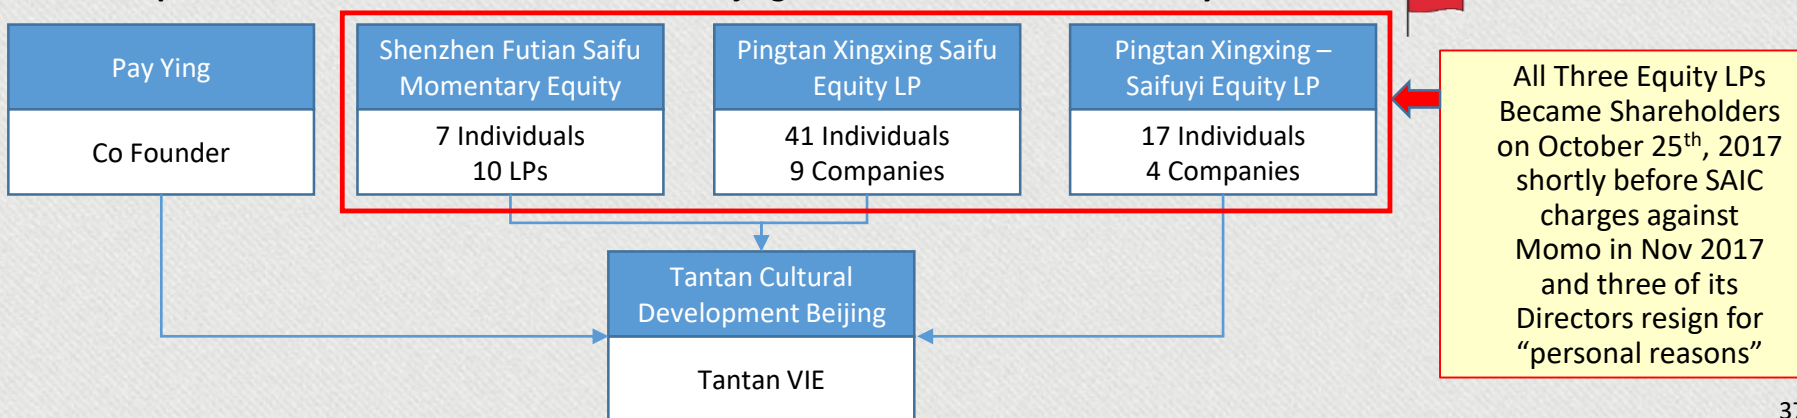 Pay Ying
Co Founder
Shenzhen Futian Saifu
Momentary Equity
7 Individuals
10 LPs
Pingtan Xingxing Saifu
Equity LP
41 Individuals
9 Companies
Pingtan Xingxing –
Saifuyi Equity LP
17 Individuals
4 Companies
All Three Equity LPs
Became Shareholders
on October 25th, 2017
shortly before SAIC
charges against
Momo in Nov 2017
and three of its
Directors resign for
“personal reasons”
Tantan Cultural
Development Beijing
Tantan VIE
37